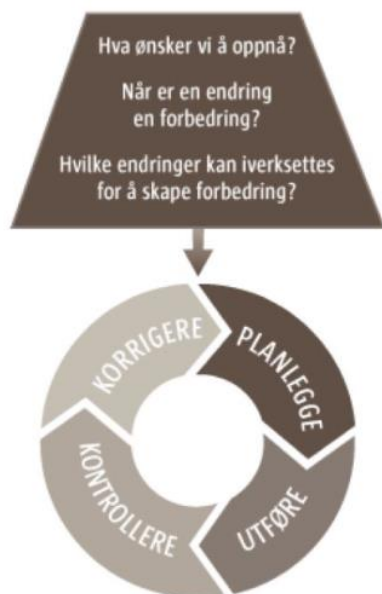 Hva ønsker vi å oppnå?
Når er en endring
en forbedring?
Hvilke endringer kan iverksettes
for å skape forbedring?
KORRIGERE
PLANLEGGE
KONTROLLERE
UTFØRE